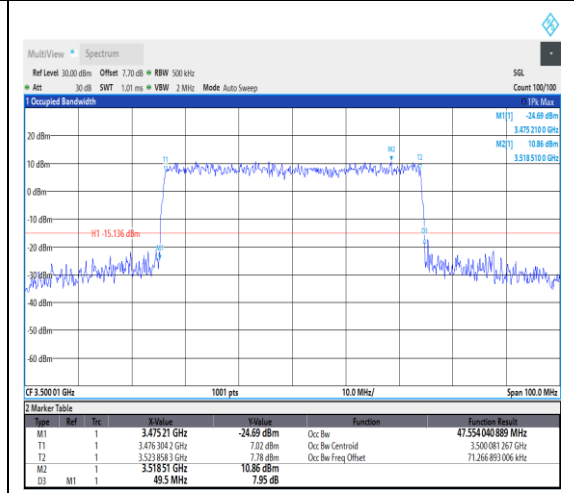 MultiView Spectrum
Ref Level 30.00 dBm Offset 7.70 dB RBW 500 kHz SGL
Att 30 dB SWT 1.01 ms VBW 2 MHz Mode Auto Sweep Count 100/100
1 Occupied Bandwidth 1Pk Max
M1[1] -24.69 dBm
3.475 210 0 GHz
M2[1] 10.86 dBm
3.518 510 0 GHz
20 dBm
M2
T1 T2
10 dBm
0 dBm
-10 dBm
D3
H1 -15.136 dBm
-20 dBm
M1
-30 dBm
-40 dBm
-50 dBm
-60 dBm
CF 3.500 01 GHz 1001 pts 10.0 MHz/ Span 100.0 MHz
2 Marker Table
Type Ref Trc X-Value Y-Value Function Function Result
M1 1 3.475 21 GHz -24.69 dBm Occ Bw 47.554 040 889 MHz
T1 1 3.476 304 2 GHz 7.02 dBm Occ Bw Centroid 3.500 081 267 GHz
T2 1 3.523 858 3 GHz 7.78 dBm Occ Bw Freq Offset 71.266 893 006 kHz
M2 1 3.518 51 GHz 10.86 dBm
D3 M1 1 49.5 MHz 7.95 dB